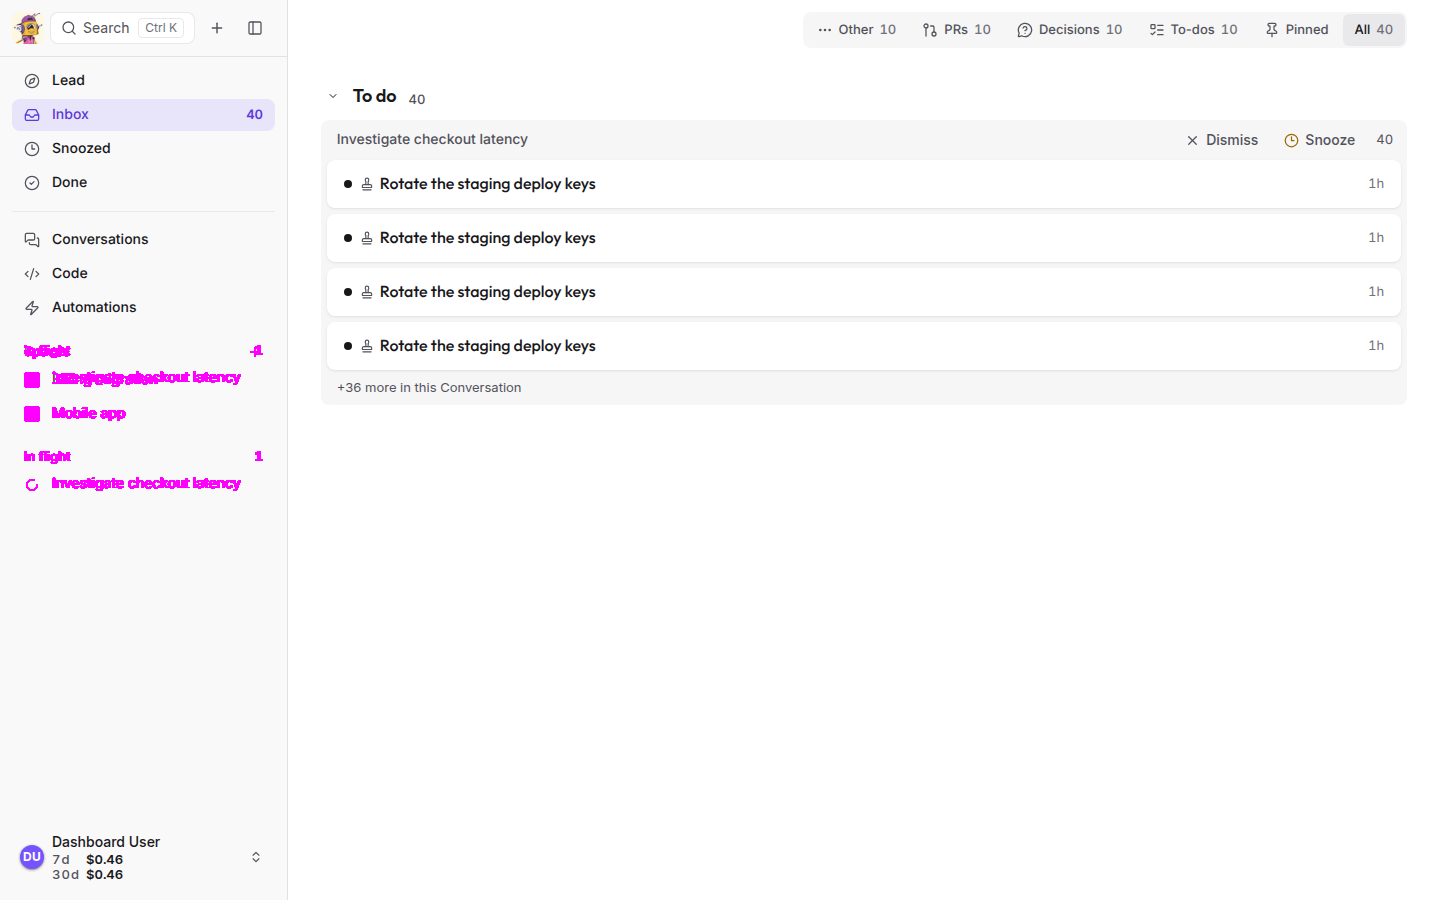 Search Ctrl K
Other 10 PRs 10 Decisions 10 To-dos 10 Pinned All 40
Lead
Inbox 40
Snoozed
Done
Conversations
Code
Automations
Mobile app
In flight 1
Investigate checkout latency
Dashboard User
DU
7d $0.46
30d $0.46
To do 40
Investigate checkout latency Dismiss Snooze 40
Rotate the staging deploy keys 1h
Rotate the staging deploy keys 1h
Rotate the staging deploy keys 1h
Rotate the staging deploy keys 1h
+36 more in this Conversation